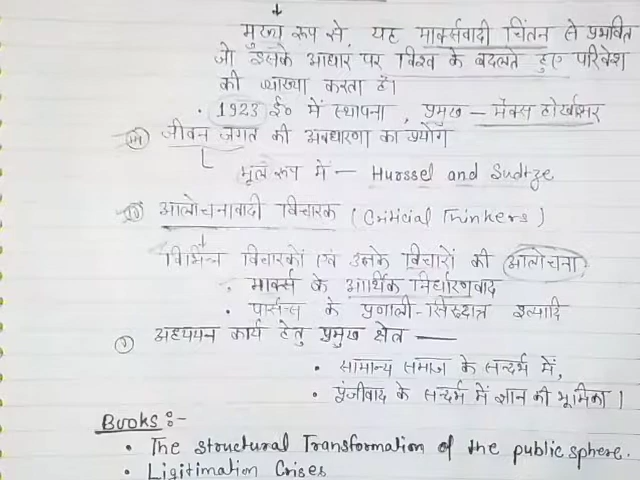 मुख्य रूप से, यह मार्क्सवादी चिंतन से प्रभवित
जो इसके आधार पर विश्व के बदलते हुए परिवेश
की व्याख्या करता है।
• 1923 ई० में स्थापना, प्रमुख – मैक्स होर्खाइमर
जीवन जगत की अवधारणा का प्रयोग
मूल रूप में – Hurssel and Sudtze
आलोचनावादी विचारक (Criticial Thinkers)
विभिन्न विचारकों एवं उनके विचारों की आलोचना,
• मार्क्स के आर्थिक निर्धारणवाद
• पार्सन्स के प्रणाली-सिद्धान्त इत्यादि
अध्ययन कार्य हेतु प्रमुख क्षेत्र —
• सामान्य समाज के सन्दर्भ में,
• पूंजीवाद के सन्दर्भ में ज्ञान की भूमिका।
Books :-
• The structural Transformation of the public sphere.
• Ligitimation Crises